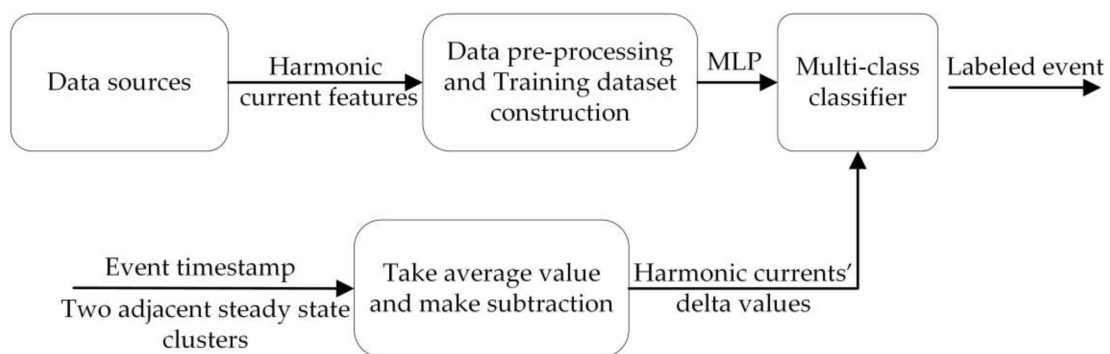 Data sources
Harmonic
current features
Data pre-processing
and Training dataset
construction
MLP
Multi-class
classifier
Labeled event
Event timestamp
Two adjacent steady state
clusters
Take average value
and make subtraction
Harmonic currents’
delta values